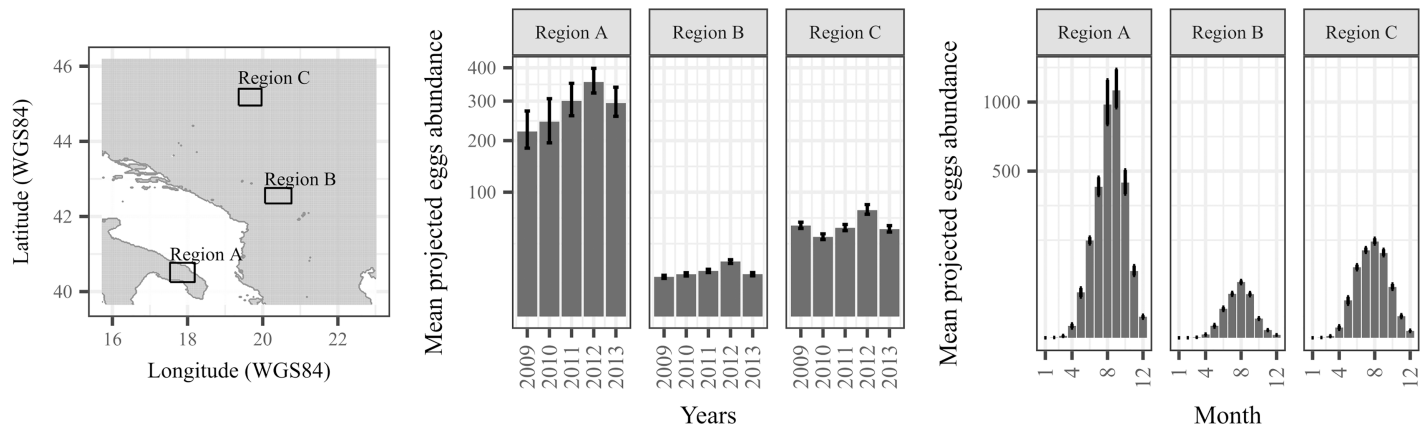 Latitude (WGS84)
46
44
42
40
Region C
Region B
Region A
16
18
20
22
Longitude (WGS84)
Mean projected eggs abundance
Region A
Region B
Region C
400
300
200
100
2009
2010
2011
2012
2013
2009
2010
2011
2012
2013
2009
2010
2011
2012
2013
Years
Mean projected eggs abundance
Region A
Region B
Region C
1000
500
1
4
8
12
1
4
8
12
1
4
8
12
Month